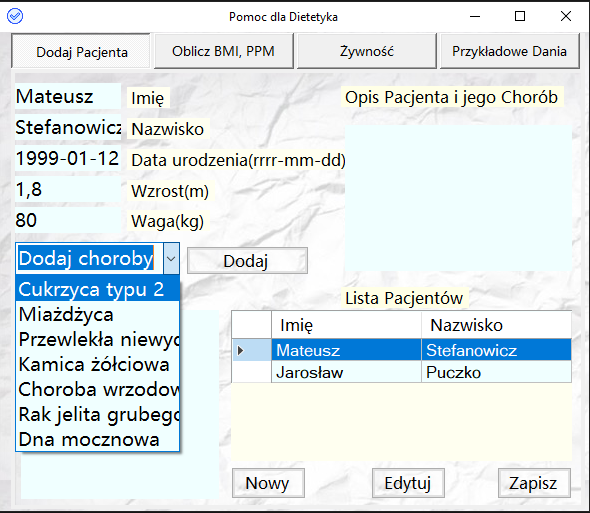 Pomoc dla Dietetyka
Dodaj Pacjenta
Oblicz BMI, PPM
Żywność
Przykładowe Dania
Mateusz
Imię
Opis Pacjenta i jego Chorób
Stefanowicz
Nazwisko
1999-01-12
Data urodzenia(rrrr-mm-dd)
1,8
Wzrost(m)
80
Waga(kg)
Dodaj choroby
Dodaj
Cukrzyca typu 2
Miażdżyca
Przewlekła niewyd
Kamica żółciowa
Choroba wrzodow
Rak jelita grubego
Dna mocznowa
Lista Pacjentów
Imię Nazwisko
Mateusz Stefanowicz
Jarosław Puczko
Nowy
Edytuj
Zapisz